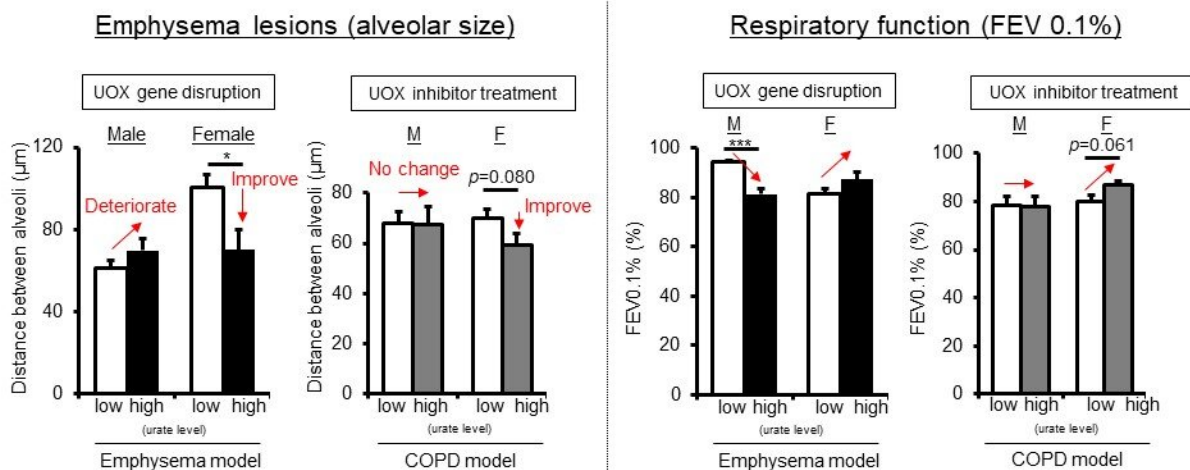 Emphysema lesions (alveolar size)
UOX gene disruption
Male Female
Distance between alveoli (μm)
120
80
40
0
Deteriorate
*
Improve
low high low high
(urate level)
Emphysema model
UOX inhibitor treatment
M F
Distance between alveoli (μm)
80
60
40
20
0
No change
p=0.080
Improve
low high low high
(urate level)
COPD model
Respiratory function (FEV 0.1%)
UOX gene disruption
M F
FEV0.1% (%)
100
80
60
40
20
0
***
low high low high
(urate level)
Emphysema model
UOX inhibitor treatment
M F
FEV0.1% (%)
100
80
60
40
20
0
p=0.061
low high low high
(urate level)
COPD model